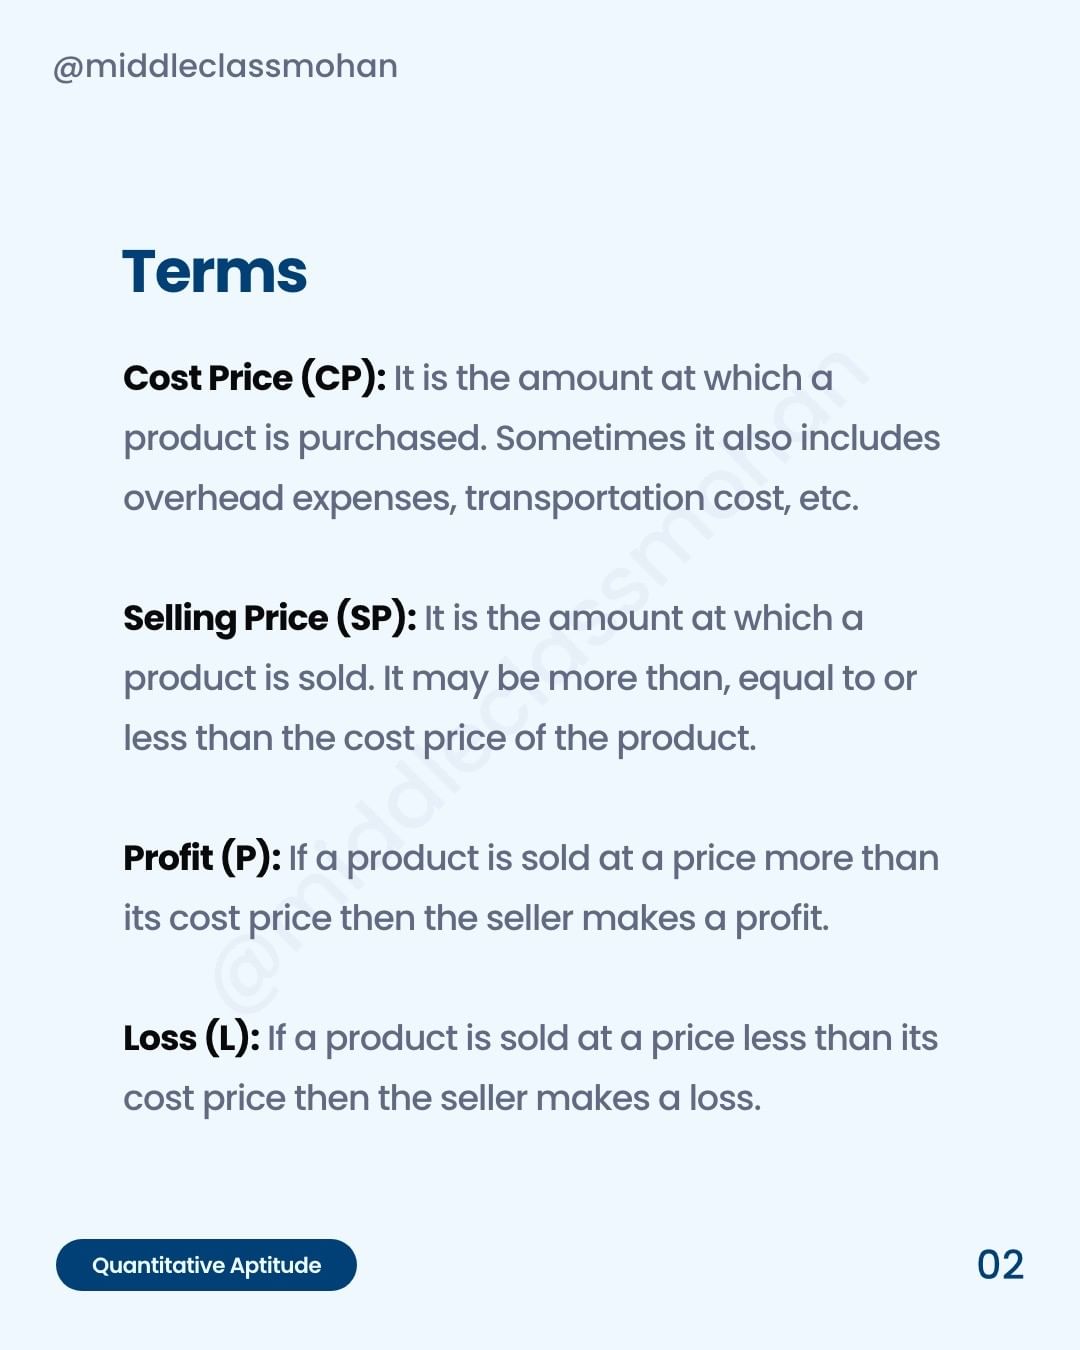 @middleclassmohan
Terms
Cost Price (CP): It is the amount at which a
product is purchased. Sometimes it also includes
overhead expenses, transportation cost, etc.
Selling Price (SP): It is the amount at which a
product is sold. It may be more than, equal to or
less than the cost price of the product.
Profit (P): If a product is sold at a price more than
its cost price then the seller makes a profit.
Loss (L): If a product is sold at a price less than its
cost price then the seller makes a loss.
@middleclassmohan
Quantitative Aptitude
02